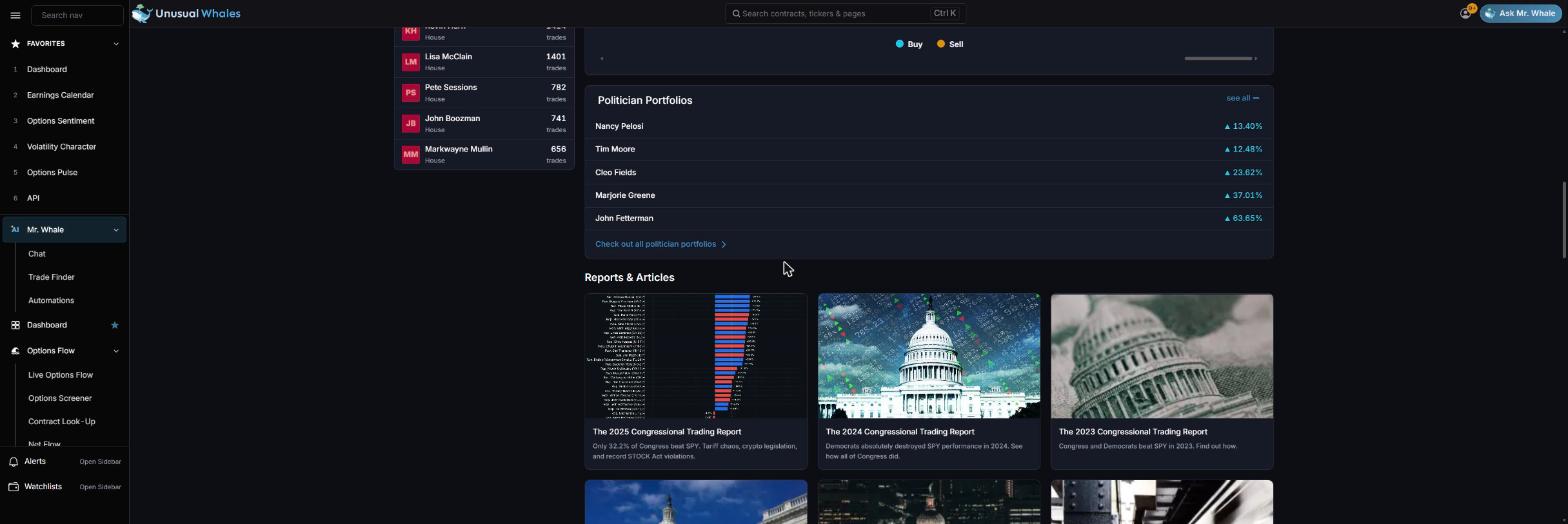 Search nav
Unusual Whales
Search contracts, tickers & pages
Ctrl K
9+
Ask Mr. Whale
FAVORITES
1 Dashboard
2 Earnings Calendar
3 Options Sentiment
4 Volatility Character
5 Options Pulse
6 API
AI Mr. Whale
Chat
Trade Finder
Automations
Dashboard
Options Flow
Live Options Flow
Options Screener
Contract Look-Up
Net Flow
Alerts Open Sidebar
Watchlists Open Sidebar
KH
House trades
LM Lisa McClain 1401
House trades
PS Pete Sessions 782
House trades
JB John Boozman 741
House trades
MM Markwayne Mullin 656
House trades
Buy Sell
Politician Portfolios see all
Nancy Pelosi ▲ 13.40%
Tim Moore ▲ 12.48%
Cleo Fields ▲ 23.62%
Marjorie Greene ▲ 37.01%
John Fetterman ▲ 63.65%
Check out all politician portfolios
Reports & Articles
The 2025 Congressional Trading Report
Only 32.2% of Congress beat SPY. Tariff chaos, crypto legislation,
and record STOCK Act violations.
The 2024 Congressional Trading Report
Democrats absolutely destroyed SPY performance in 2024. See
how all of Congress did.
The 2023 Congressional Trading Report
Congress and Democrats beat SPY in 2023. Find out how.